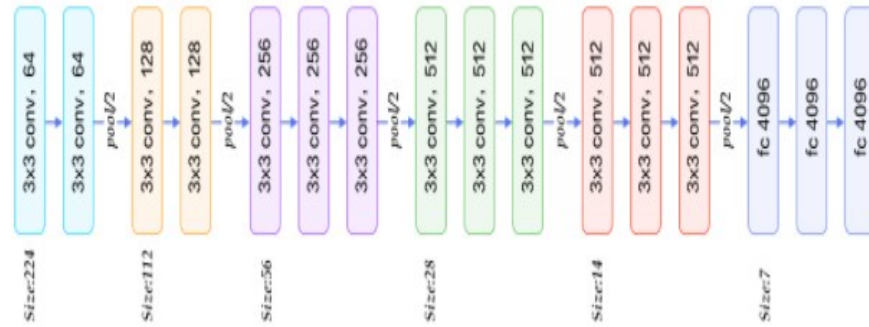 3x3 conv, 64
3x3 conv, 64
pool/2
3x3 conv, 128
3x3 conv, 128
pool/2
3x3 conv, 256
3x3 conv, 256
3x3 conv, 256
pool/2
3x3 conv, 512
3x3 conv, 512
3x3 conv, 512
pool/2
3x3 conv, 512
3x3 conv, 512
3x3 conv, 512
pool/2
fc 4096
fc 4096
fc 4096
Size:224
Size:112
Size:56
Size:28
Size:14
Size:7